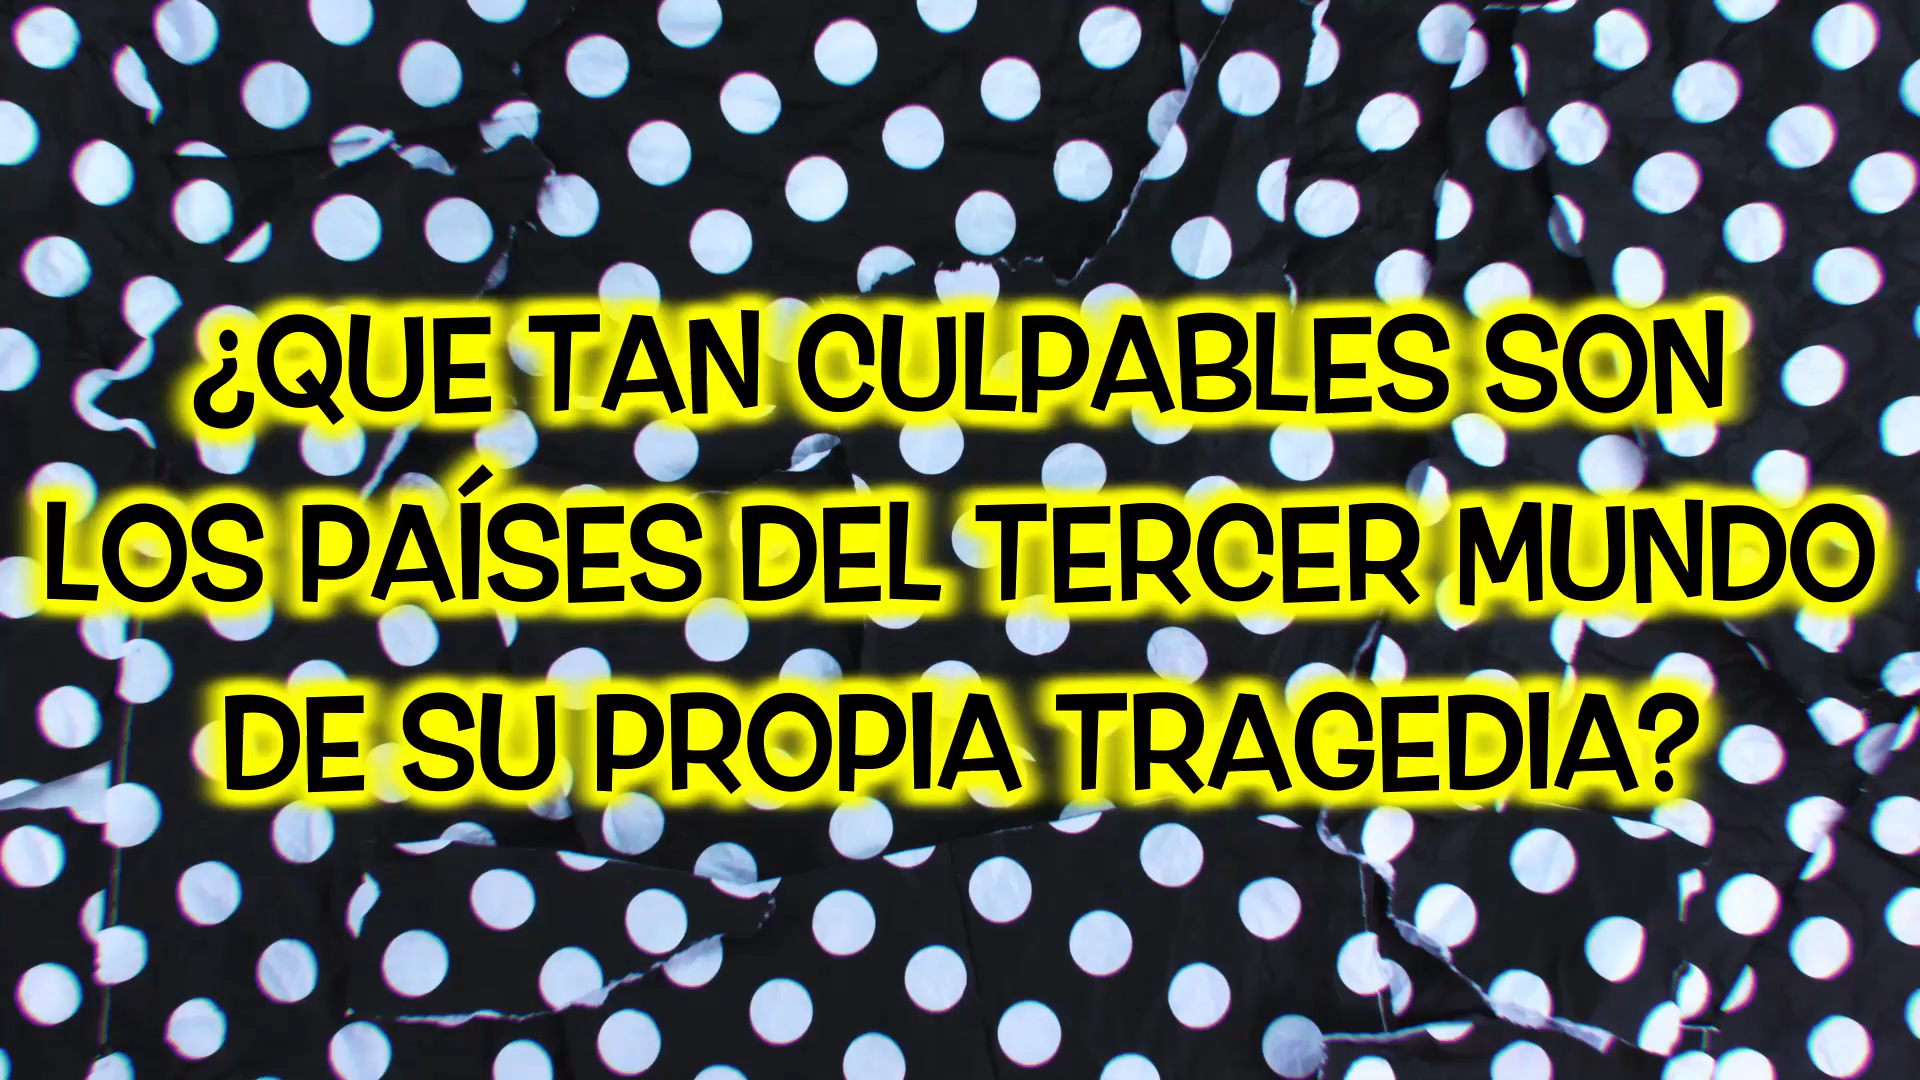 ¿QUE TAN CULPABLES SON
LOS PAÍSES DEL TERCER MUNDO
DE SU PROPIA TRAGEDIA?